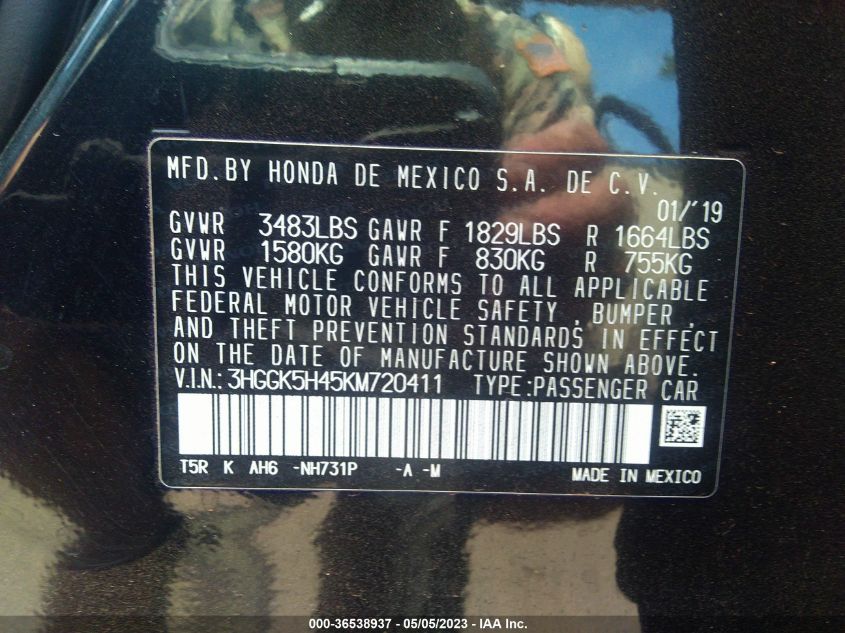 MFD.BY HONDA DE MEXICO S.A. DE C.V.
01/'19
GVWR 3483LBS GAWR F 1829LBS R 1664LBS
GVWR 1580KG GAWR F 830KG R 755KG
THIS VEHICLE CONFORMS TO ALL APPLICABLE
FEDERAL MOTOR VEHICLE SAFETY , BUMPER ,
AND THEFT PREVENTION STANDARDS IN EFFECT
ON THE DATE OF MANUFACTURE SHOWN ABOVE.
V.I.N.: 3HGGK5H45KM720411 TYPE:PASSENGER CAR
T5R K AH6 -NH731P -A -M
MADE IN MEXICO
000-36538937 - 05/05/2023 - IAA Inc.